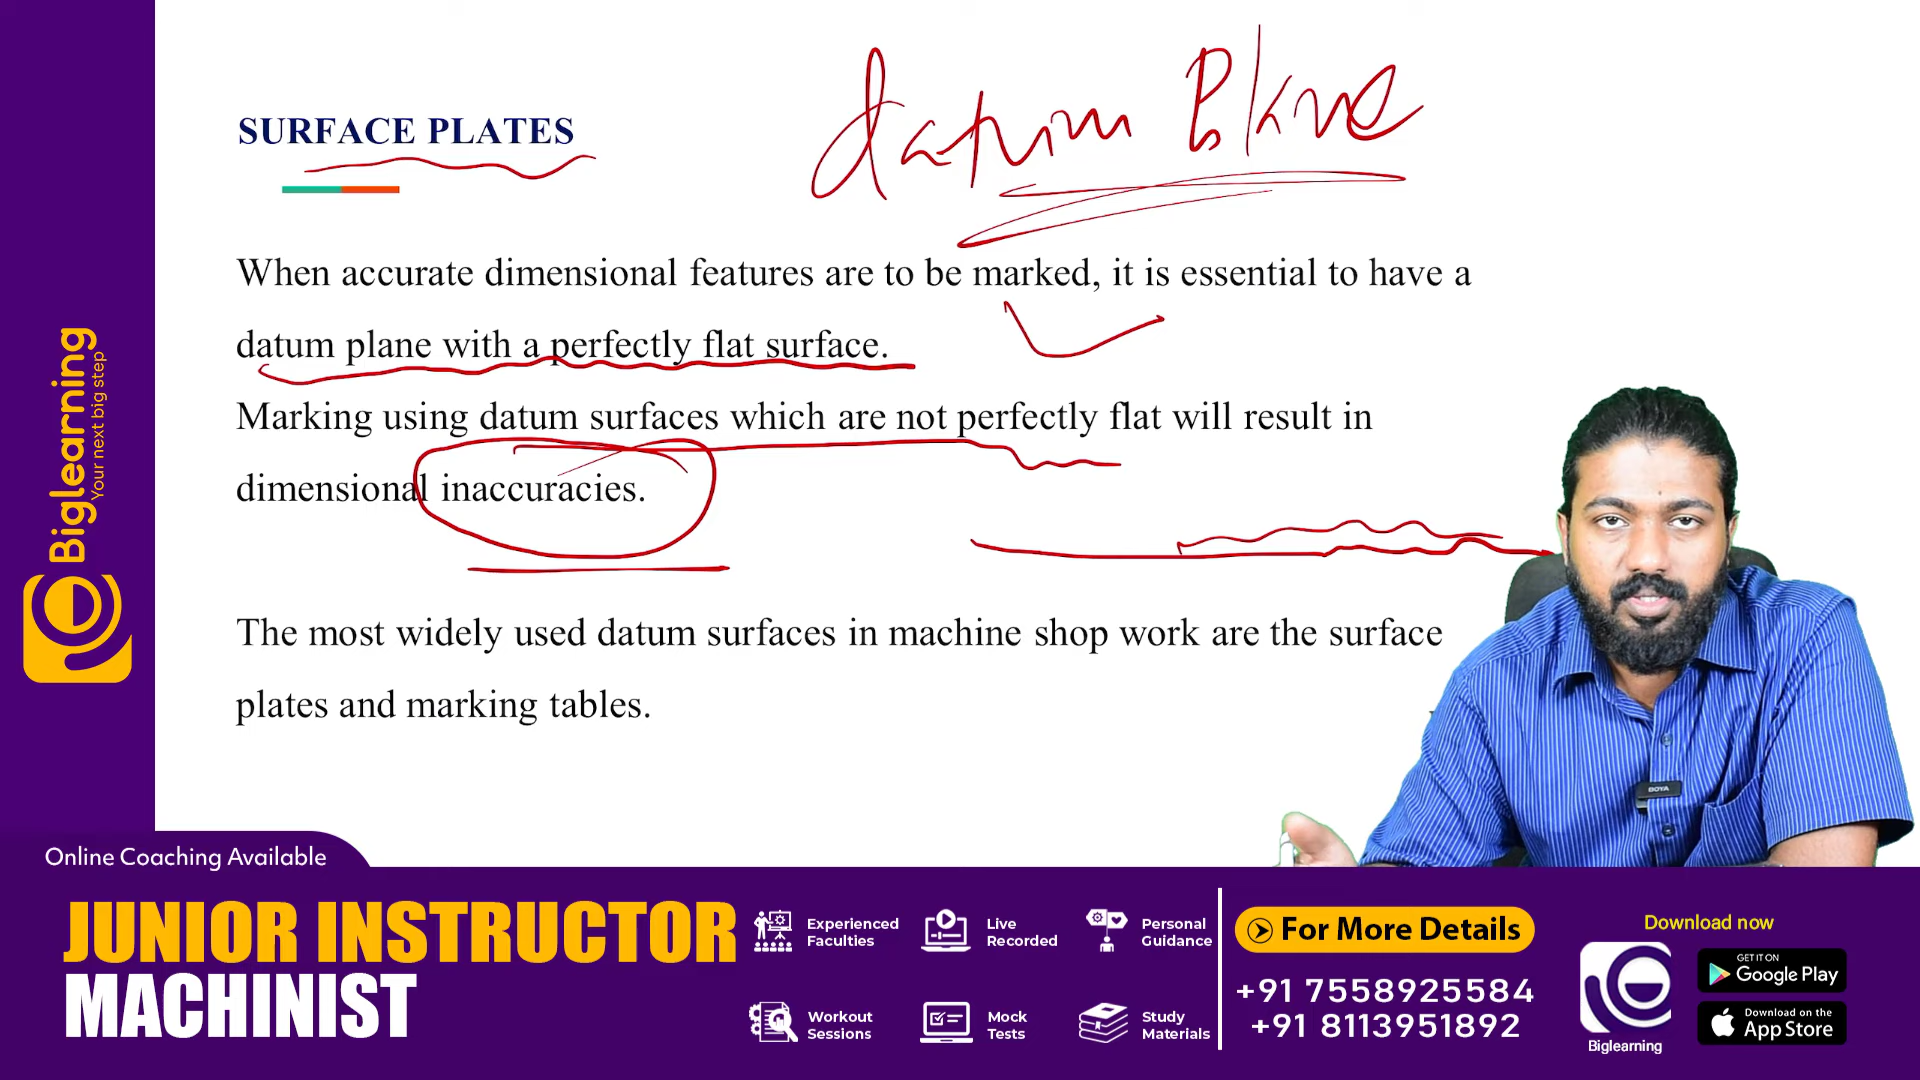 datum Plane
SURFACE PLATES
When accurate dimensional features are to be marked, it is essential to have a
datum plane with a perfectly flat surface.
Marking using datum surfaces which are not perfectly flat will result in
dimensional inaccuracies.
The most widely used datum surfaces in machine shop work are the surface
plates and marking tables.
Biglearning
Your next big step
BOYA
Online Coaching Available
JUNIOR INSTRUCTOR
MACHINIST
Experienced
Faculties
Live
Recorded
Personal
Guidance
Workout
Sessions
Mock
Tests
Study
Materials
For More Details
+91 7558925584
+91 8113951892
Download now
Biglearning
GET IT ON
Google Play
Download on the
App Store